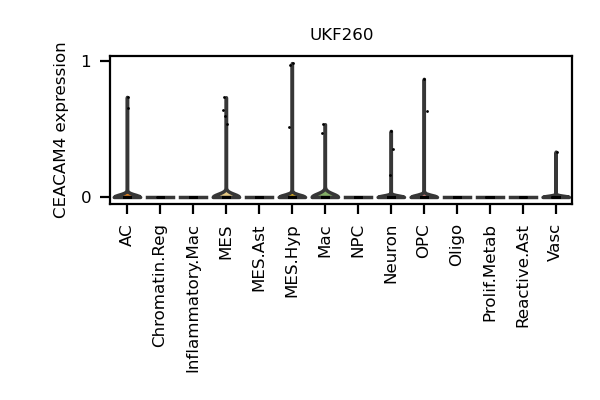 UKF260
CEACAM4 expression
1
0
AC
Chromatin.Reg
Inflammatory.Mac
MES
MES.Ast
MES.Hyp
Mac
NPC
Neuron
OPC
Oligo
Prolif.Metab
Reactive.Ast
Vasc